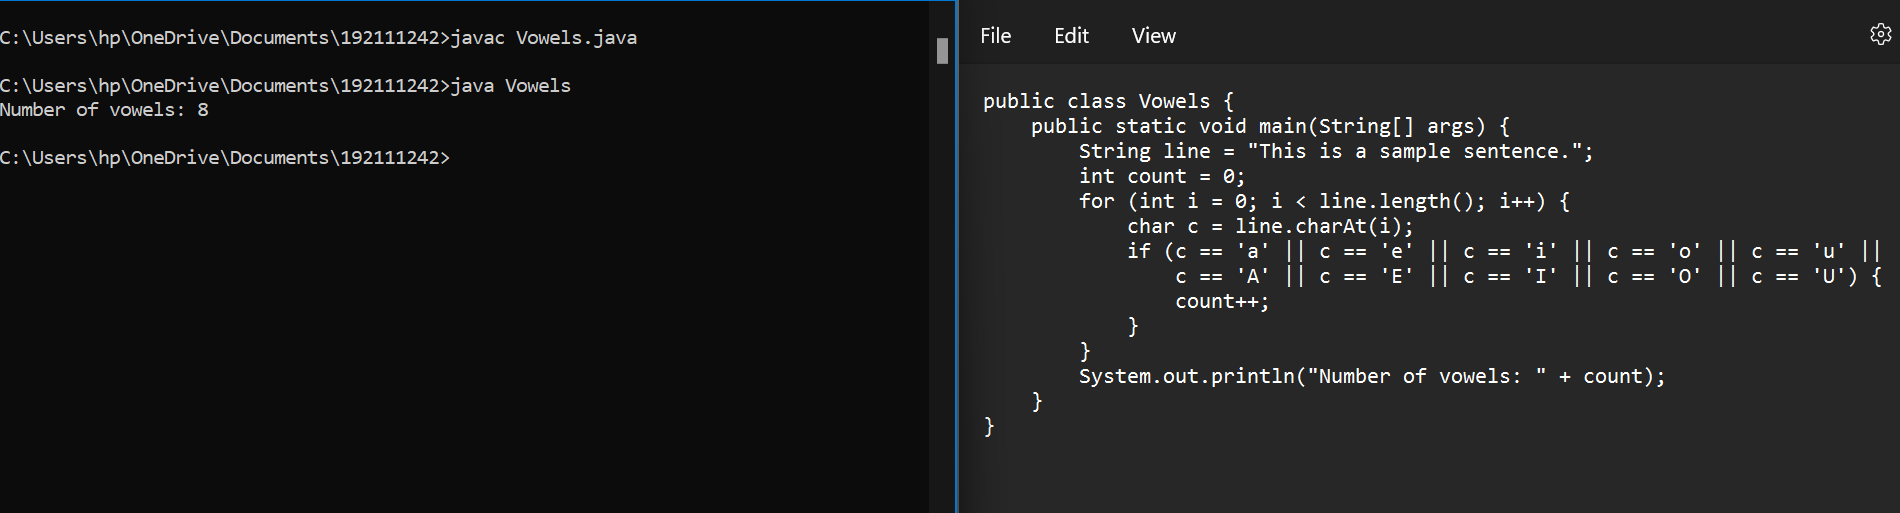 C:\Users\hp\OneDrive\Documents\192111242>javac Vowels.java
C:\Users\hp\OneDrive\Documents\192111242>java Vowels
Number of vowels: 8
C:\Users\hp\OneDrive\Documents\192111242>
File Edit View
public class Vowels {
    public static void main(String[] args) {
        String line = "This is a sample sentence.";
        int count = 0;
        for (int i = 0; i < line.length(); i++) {
            char c = line.charAt(i);
            if (c == 'a' || c == 'e' || c == 'i' || c == 'o' || c == 'u' ||
                c == 'A' || c == 'E' || c == 'I' || c == 'O' || c == 'U') {
                count++;
            }
        }
        System.out.println("Number of vowels: " + count);
    }
}